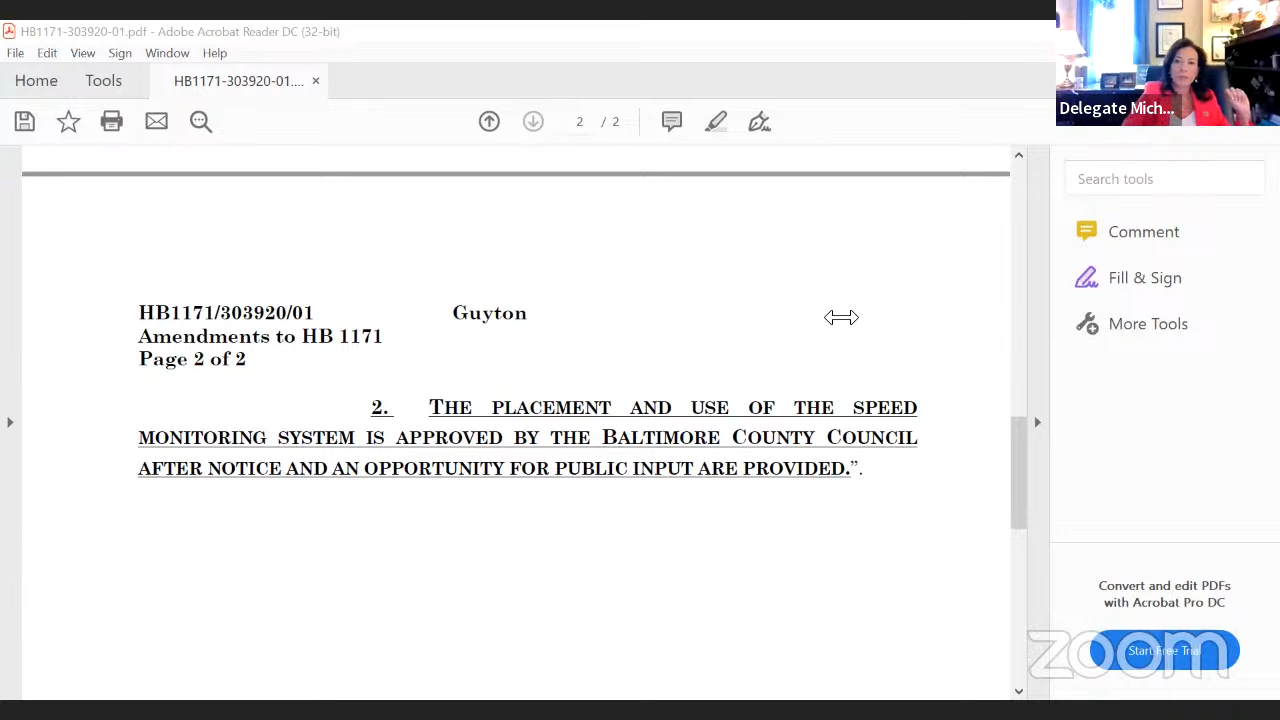 HB1171-303920-01.pdf - Adobe Acrobat Reader DC (32-bit)
File Edit View Sign Window Help
Home Tools HB1171-303920-01.... ×
2 / 2
Delegate Mich...
Search tools
Comment
Fill & Sign
More Tools
HB1171/303920/01 Guyton
Amendments to HB 1171
Page 2 of 2
2. THE PLACEMENT AND USE OF THE SPEED
MONITORING SYSTEM IS APPROVED BY THE BALTIMORE COUNTY COUNCIL
AFTER NOTICE AND AN OPPORTUNITY FOR PUBLIC INPUT ARE PROVIDED.”.
Convert and edit PDFs
with Acrobat Pro DC
Start Free Trial
zoom